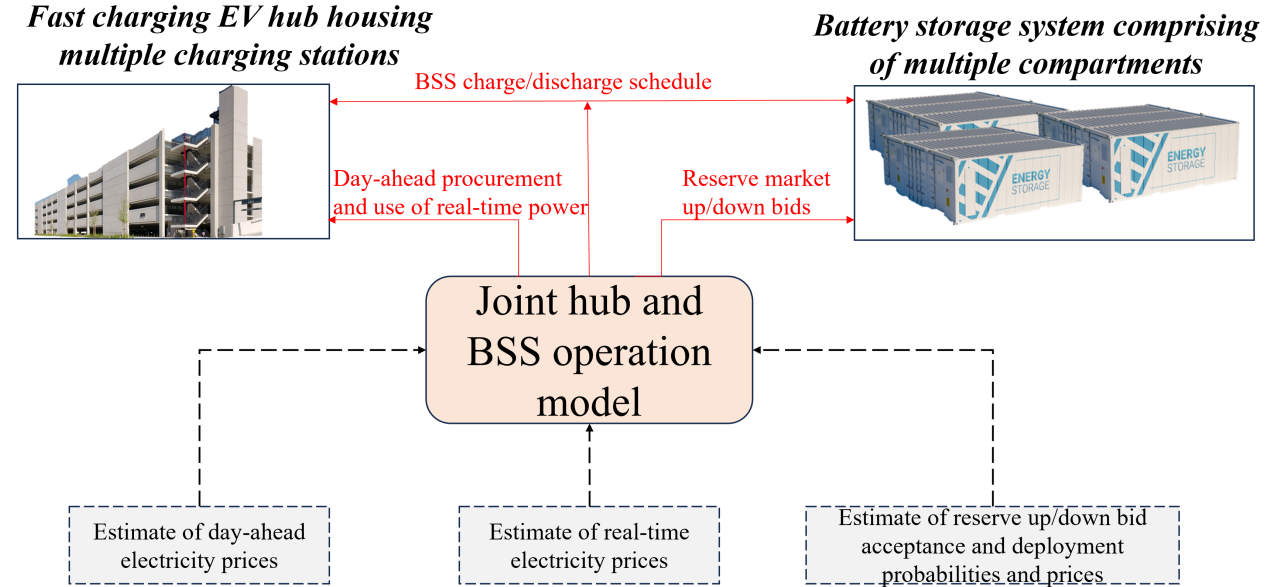 Fast charging EV hub housing
multiple charging stations
Battery storage system comprising
of multiple compartments
BSS charge/discharge schedule
Day-ahead procurement
and use of real-time power
Reserve market
up/down bids
ENERGY
STORAGE
ENERGY
STORAGE
Joint hub and
BSS operation
model
Estimate of day-ahead
electricity prices
Estimate of real-time
electricity prices
Estimate of reserve up/down bid
acceptance and deployment
probabilities and prices